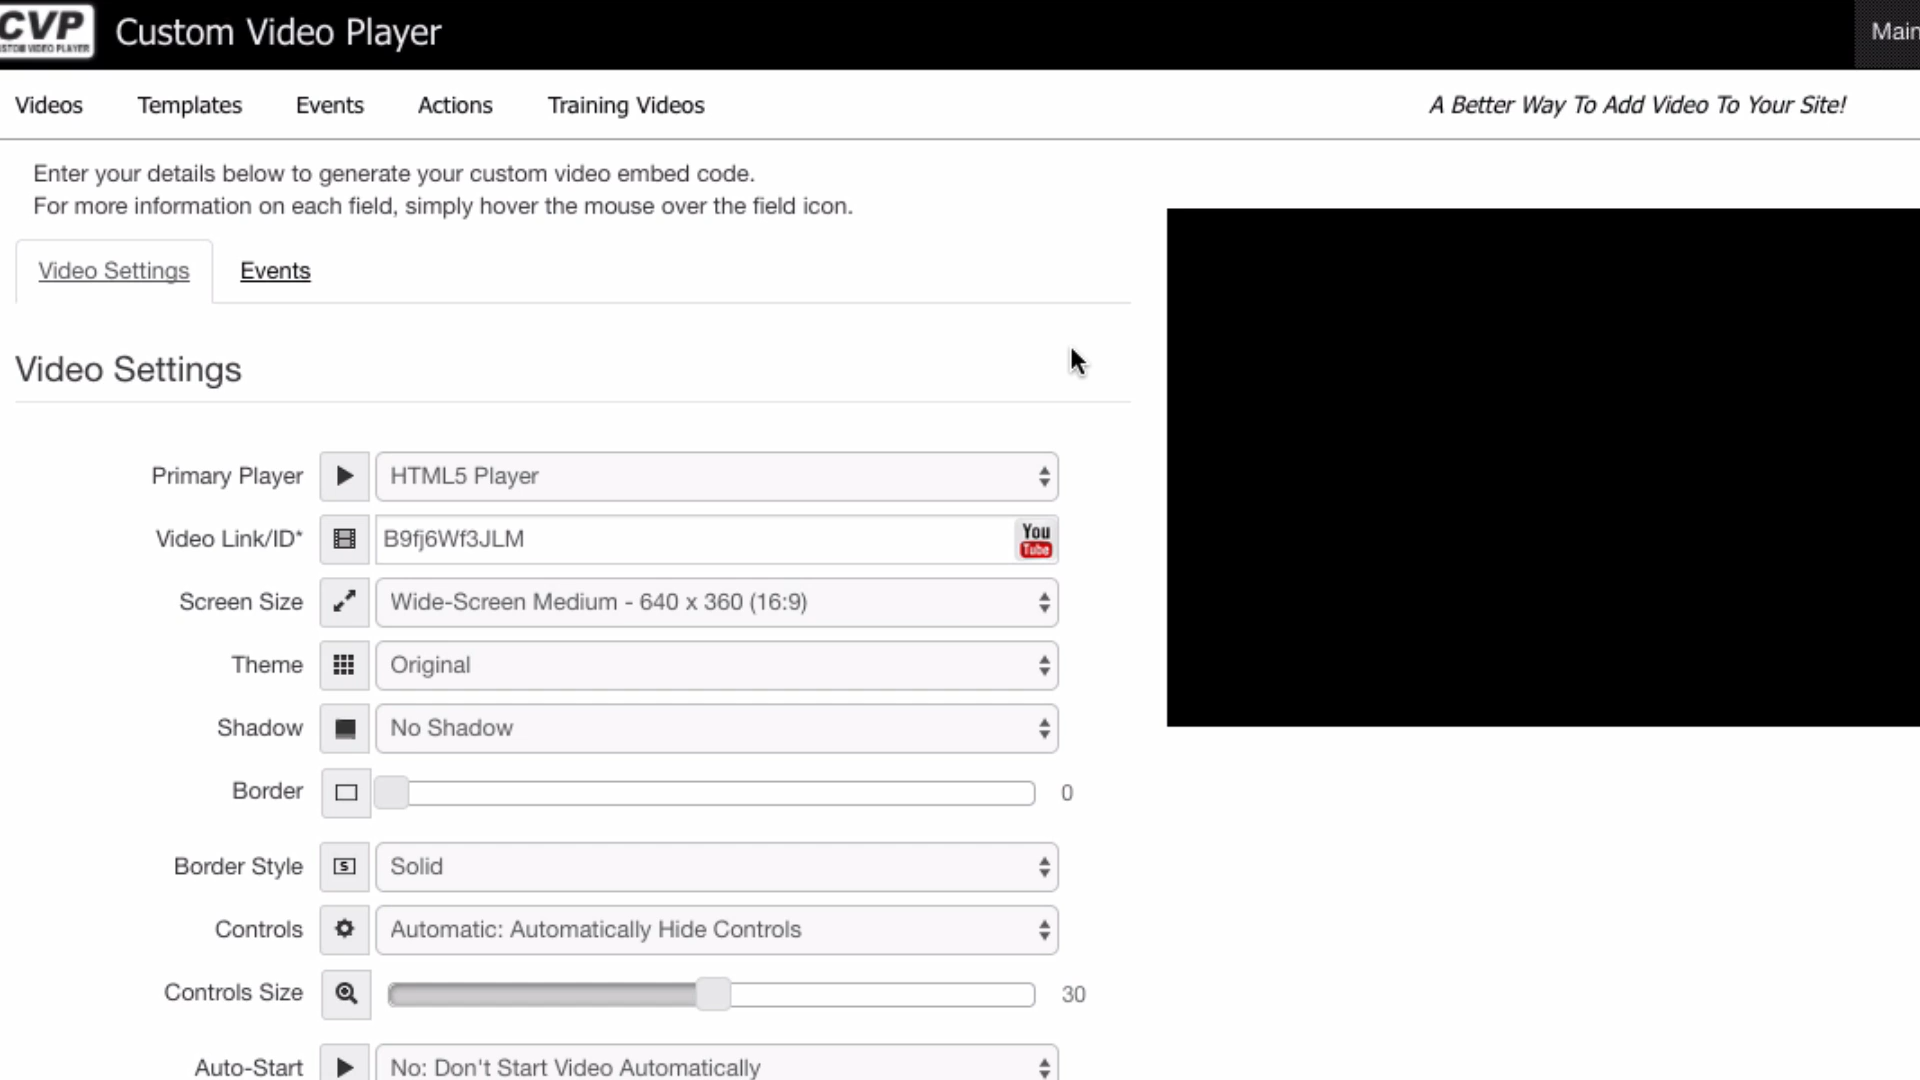 CVP
CUSTOM VIDEO PLAYER
Custom Video Player
Main
Videos
Templates
Events
Actions
Training Videos
A Better Way To Add Video To Your Site!
Enter your details below to generate your custom video embed code.
For more information on each field, simply hover the mouse over the field icon.
Video Settings
Events
Video Settings
Primary Player
HTML5 Player
Video Link/ID*
B9fj6Wf3JLM
You
Tube
Screen Size
Wide-Screen Medium - 640 x 360 (16:9)
Theme
Original
Shadow
No Shadow
Border
0
Border Style
S
Solid
Controls
Automatic: Automatically Hide Controls
Controls Size
30
Auto-Start
No: Don't Start Video Automatically